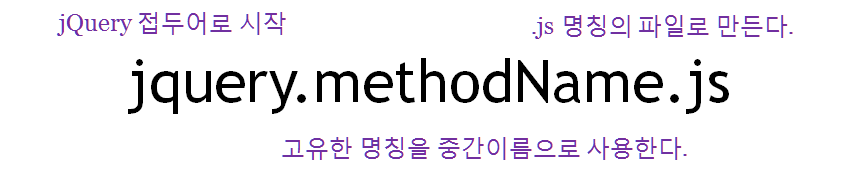 jQuery 접두어로 시작
.js 명칭의 파일로 만든다.
jquery.methodName.js
고유한 명칭을 중간이름으로 사용한다.